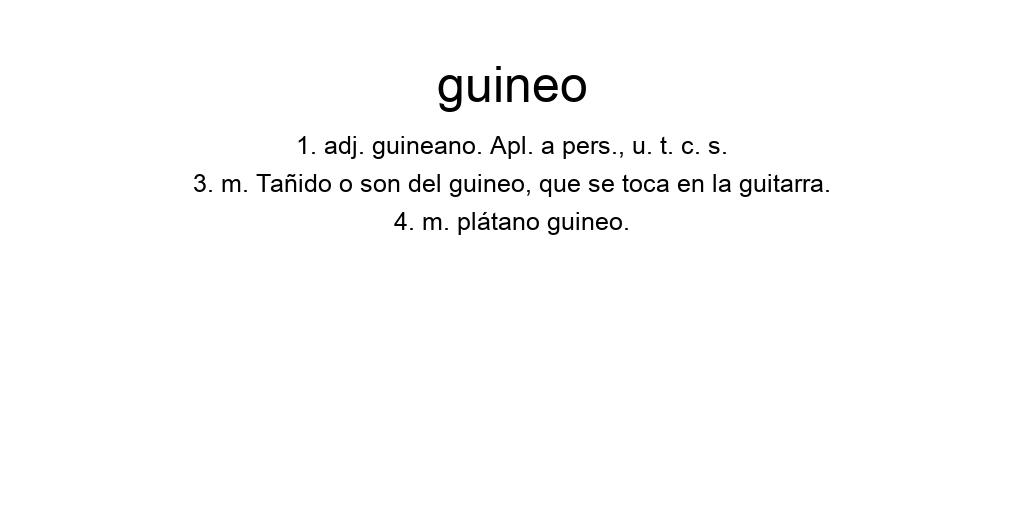 guineo
1. adj. guineano. Apl. a pers., u. t. c. s.
3. m. Tañido o son del guineo, que se toca en la guitarra.
4. m. plátano guineo.